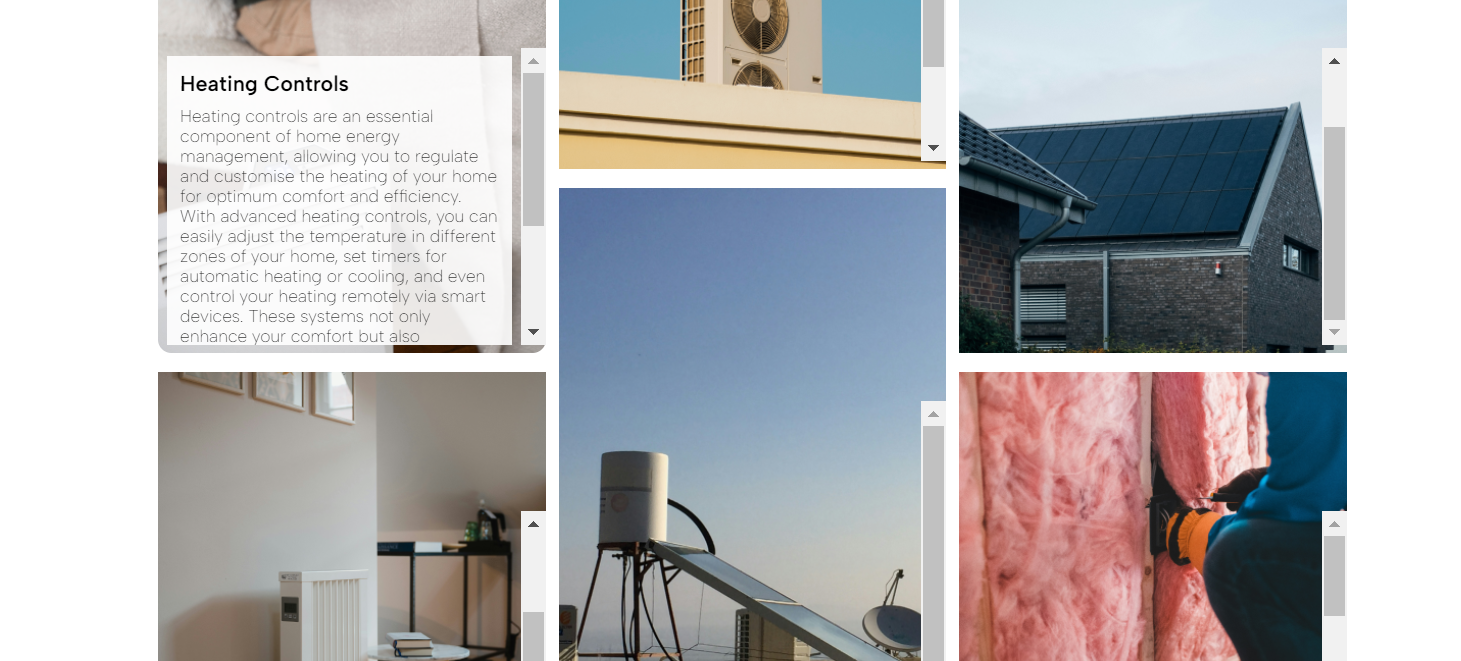 Heating Controls
Heating controls are an essential
component of home energy
management, allowing you to regulate
and customise the heating of your home
for optimum comfort and efficiency.
With advanced heating controls, you can
easily adjust the temperature in different
zones of your home, set timers for
automatic heating or cooling, and even
control your heating remotely via smart
devices. These systems not only
enhance your comfort but also